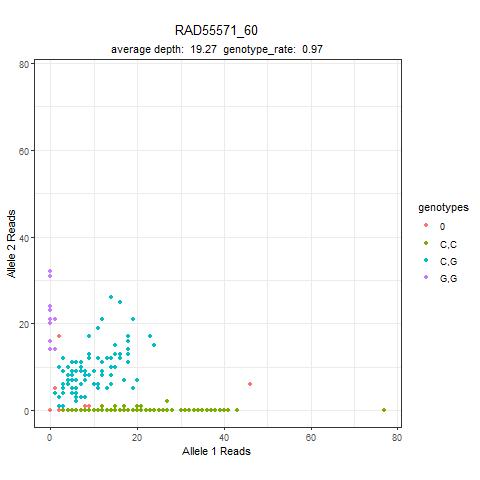 RAD55571_60
average depth: 19.27 genotype_rate: 0.97
80
60
40
20
0
Allele 2 Reads
0 20 40 60 80
Allele 1 Reads
genotypes
0
C,C
C,G
G,G